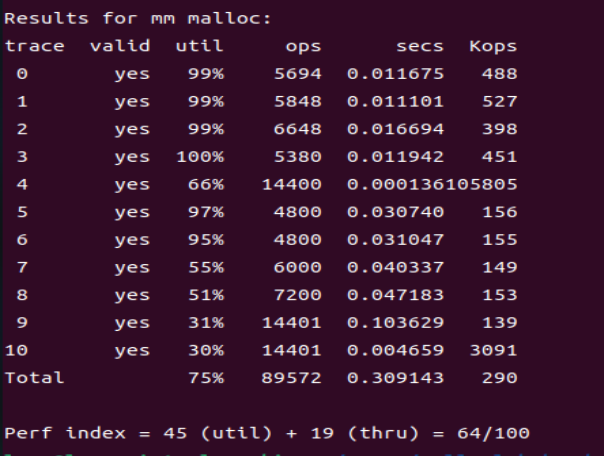 Results for mm malloc:
trace  valid  util     ops      secs  Kops
 0       yes   99%    5694  0.011675   488
 1       yes   99%    5848  0.011101   527
 2       yes   99%    6648  0.016694   398
 3       yes  100%    5380  0.011942   451
 4       yes   66%   14400  0.000136105805
 5       yes   97%    4800  0.030740   156
 6       yes   95%    4800  0.031047   155
 7       yes   55%    6000  0.040337   149
 8       yes   51%    7200  0.047183   153
 9       yes   31%   14401  0.103629   139
10       yes   30%   14401  0.004659  3091
Total          75%   89572  0.309143   290
Perf index = 45 (util) + 19 (thru) = 64/100